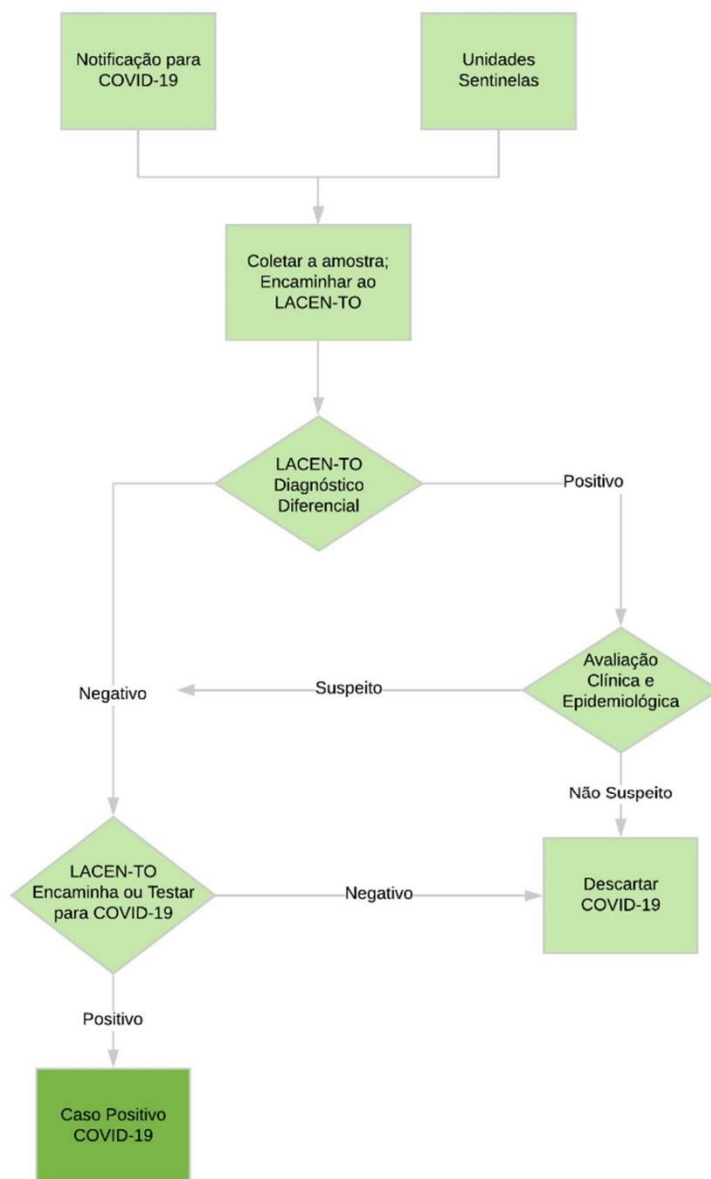 Notificação para
COVID-19
Unidades
Sentinelas
Coletar a amostra;
Encaminhar ao
LACEN-TO
LACEN-TO
Diagnóstico
Diferencial
Positivo
Avaliação
Clínica e
Epidemiológica
Suspeito
Negativo
Não Suspeito
LACEN-TO
Encaminha ou Testar
para COVID-19
Negativo
Descartar
COVID-19
Positivo
Caso Positivo
COVID-19